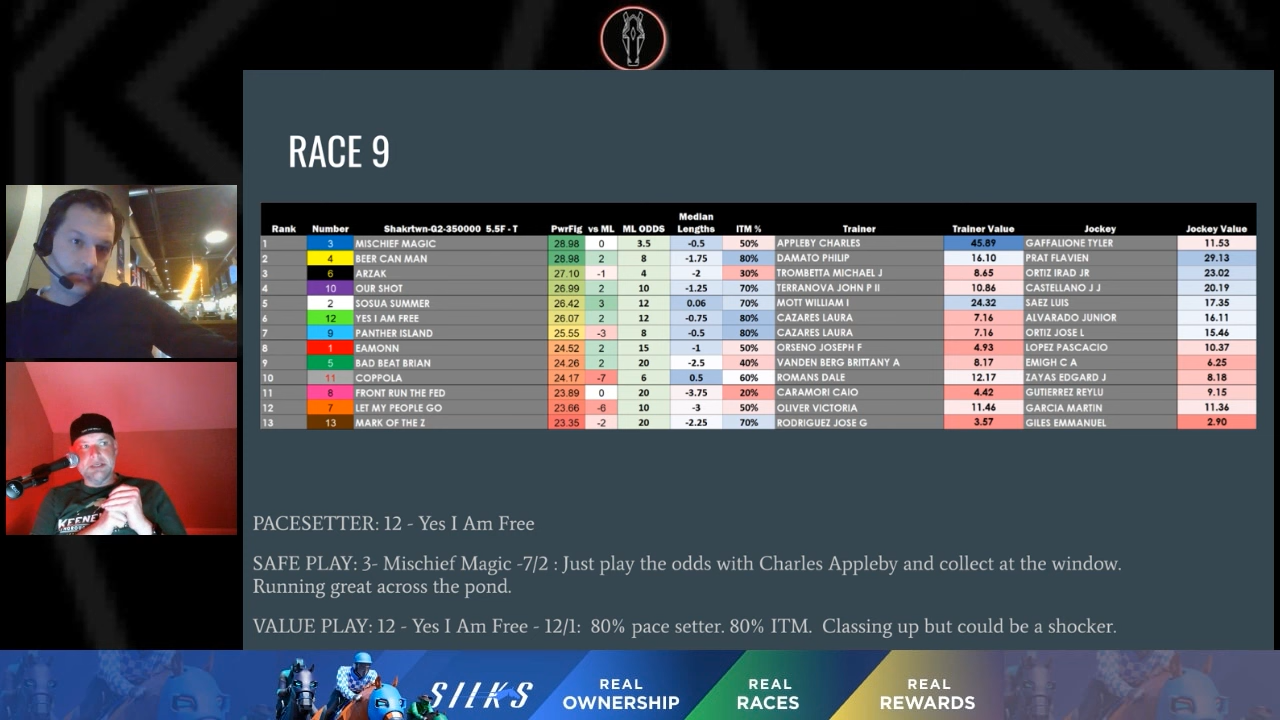 RACE 9
Rank Number Shakrtwn-G2-350000 5.5F - T PwrFig vs ML ML ODDS Median Lengths ITM % Trainer Trainer Value Jockey Jockey Value
1 3 MISCHIEF MAGIC 28.98 0 3.5 -0.5 50% APPLEBY CHARLES 45.89 GAFFALIONE TYLER 11.53
2 4 BEER CAN MAN 28.98 2 8 -1.75 80% DAMATO PHILIP 16.10 PRAT FLAVIEN 29.13
3 6 ARZAK 27.10 -1 4 -2 30% TROMBETTA MICHAEL J 8.65 ORTIZ IRAD JR 23.02
4 10 OUR SHOT 26.99 2 10 -1.25 70% TERRANOVA JOHN P II 10.86 CASTELLANO J J 20.19
5 2 SOSUA SUMMER 26.42 3 12 0.06 70% MOTT WILLIAM I 24.32 SAEZ LUIS 17.35
6 12 YES I AM FREE 26.07 2 12 -0.75 80% CAZARES LAURA 7.16 ALVARADO JUNIOR 16.11
7 9 PANTHER ISLAND 25.55 -3 8 -0.5 80% CAZARES LAURA 7.16 ORTIZ JOSE L 15.46
8 1 EAMONN 24.52 2 15 -1 50% ORSENO JOSEPH F 4.93 LOPEZ PASCACIO 10.37
9 5 BAD BEAT BRIAN 24.26 2 20 -2.5 40% VANDEN BERG BRITTANY A 8.17 EMIGH C A 6.25
10 11 COPPOLA 24.17 -7 6 0.5 60% ROMANS DALE 12.17 ZAYAS EDGARD J 8.18
11 8 FRONT RUN THE FED 23.89 0 20 -3.75 20% CARAMORI CAIO 4.42 GUTIERREZ REYLU 9.15
12 7 LET MY PEOPLE GO 23.66 -6 10 -3 50% OLIVER VICTORIA 11.46 GARCIA MARTIN 11.36
13 13 MARK OF THE Z 23.35 -2 20 -2.25 70% RODRIGUEZ JOSE G 3.57 GILES EMMANUEL 2.90
PACESETTER: 12 - Yes I Am Free
SAFE PLAY: 3- Mischief Magic -7/2 : Just play the odds with Charles Appleby and collect at the window.
Running great across the pond.
VALUE PLAY: 12 - Yes I Am Free - 12/1: 80% pace setter. 80% ITM. Classing up but could be a shocker.
SILKS
REAL OWNERSHIP
REAL RACES
REAL REWARDS